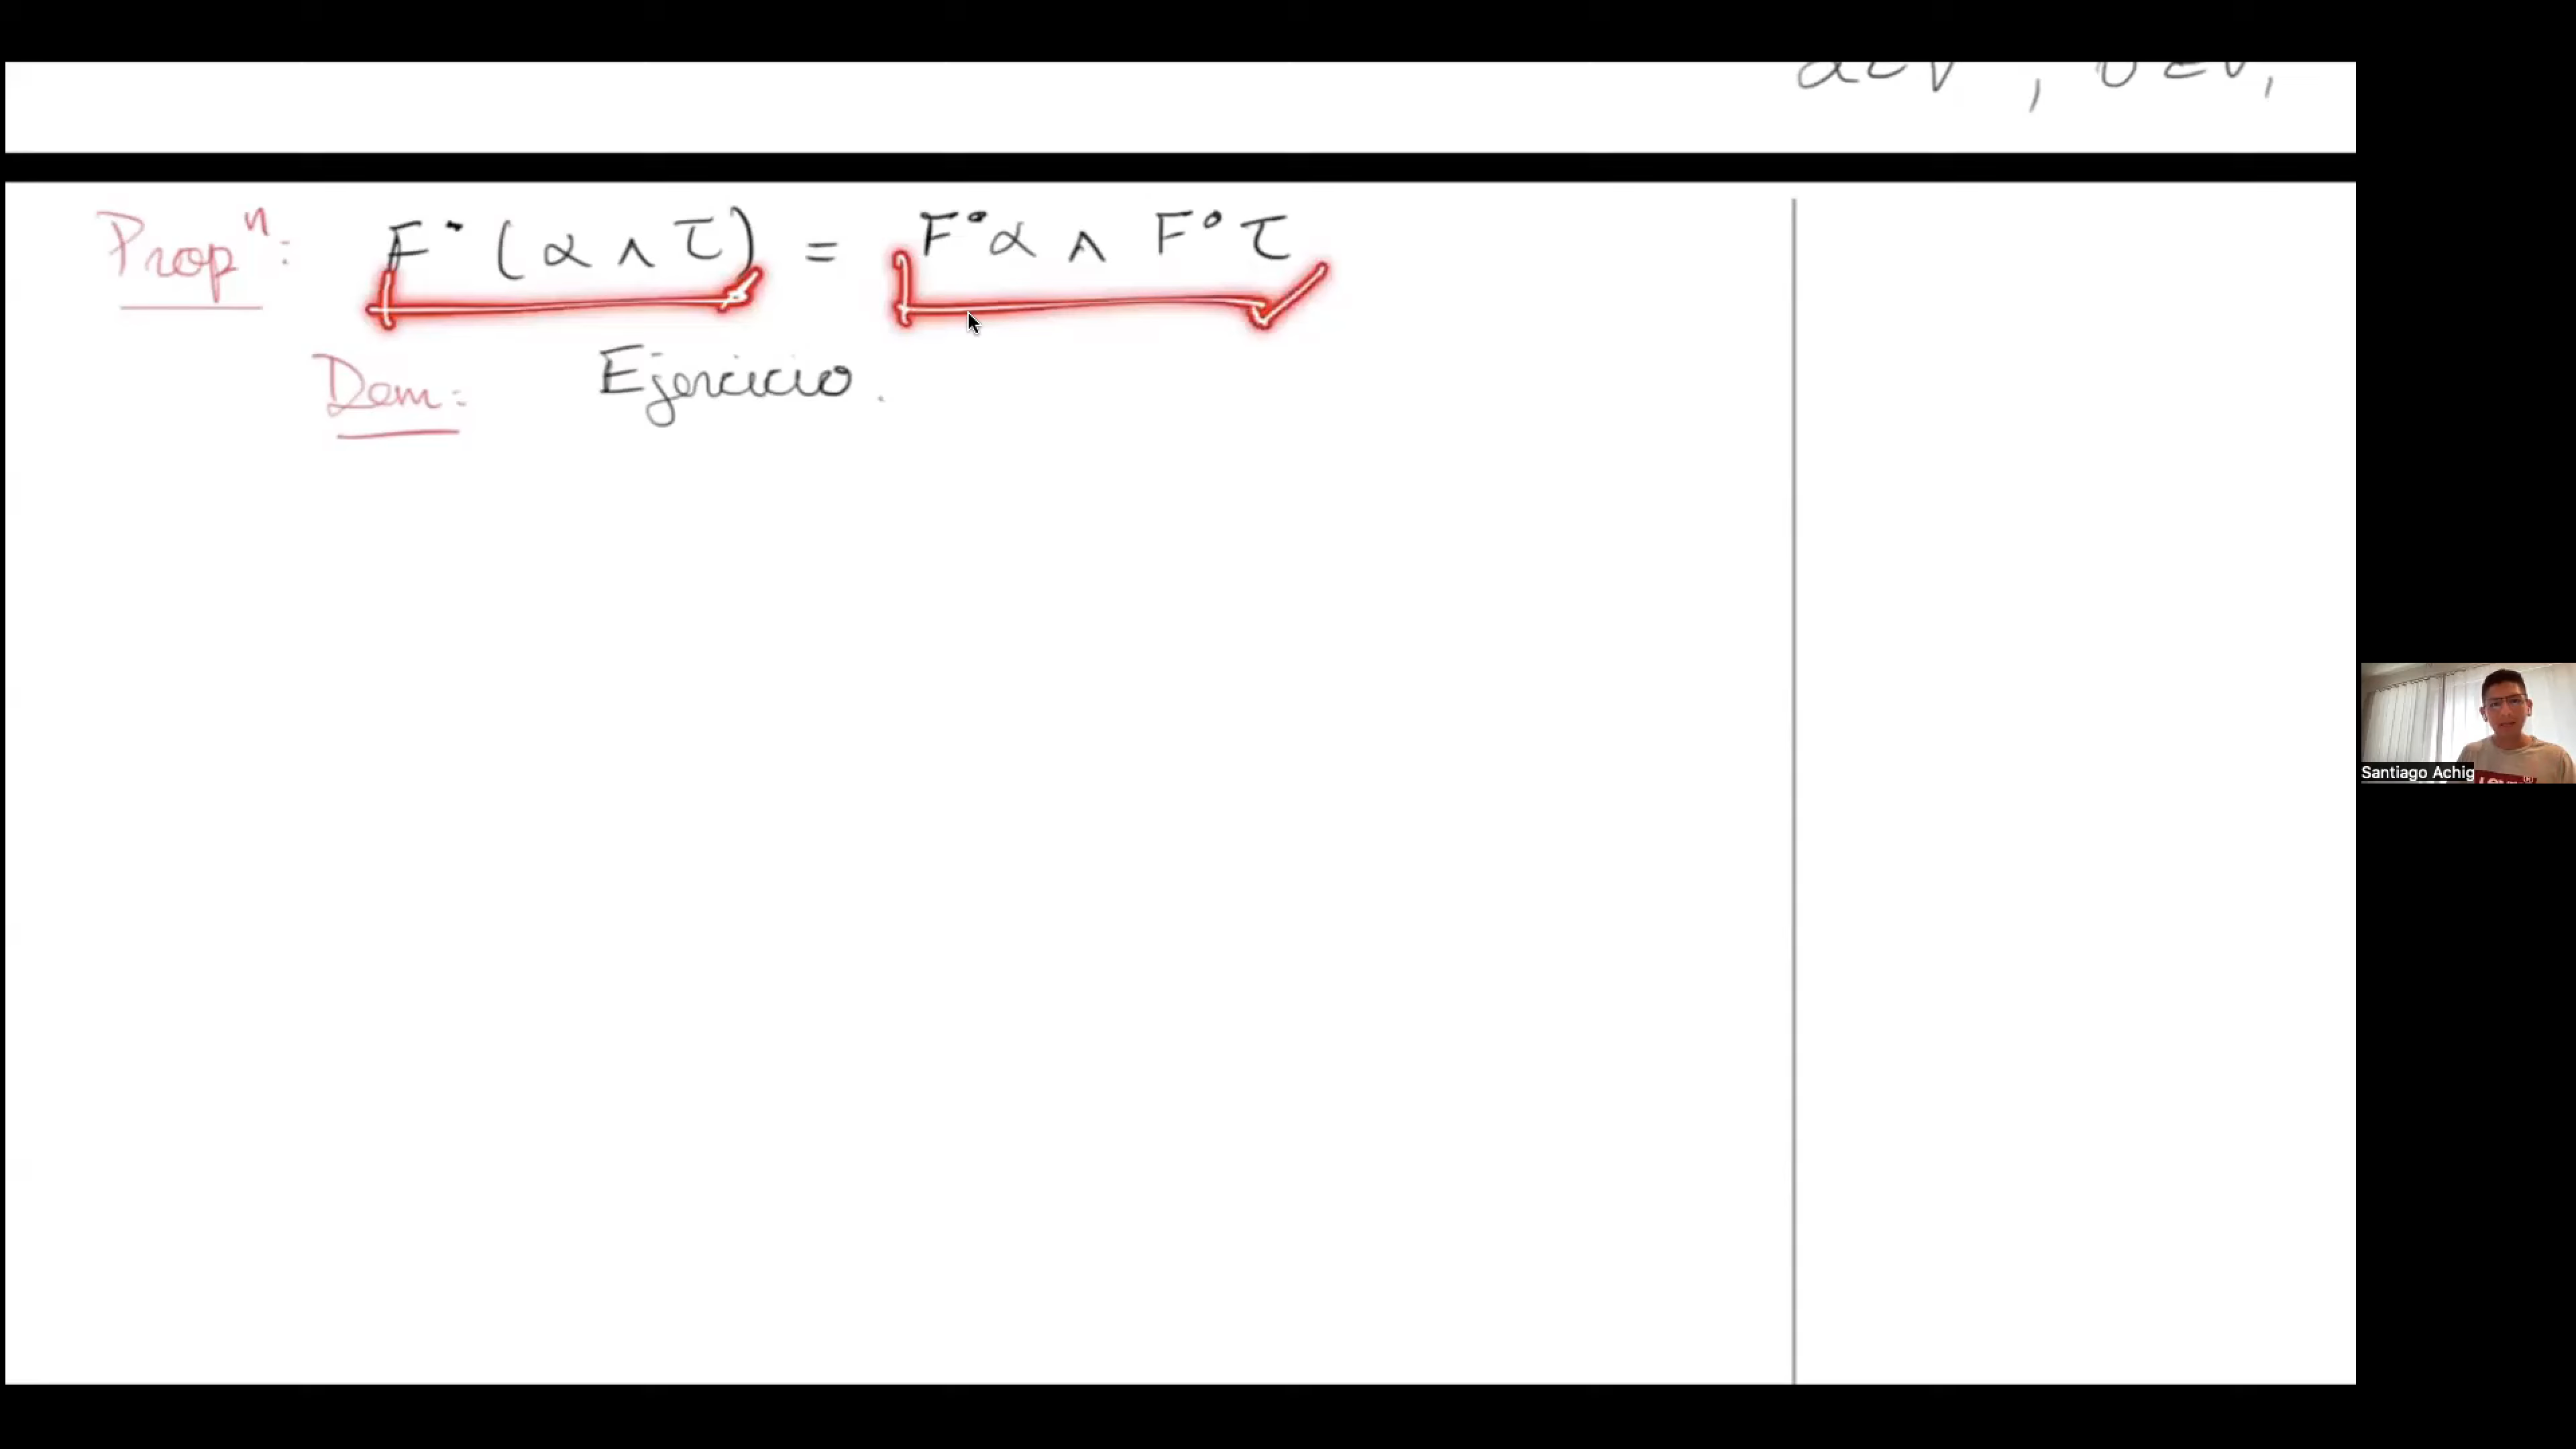 Propⁿ: F°(α ∧ τ) = F°α ∧ F°τ
Dem: Ejercicio.
Santiago Achig